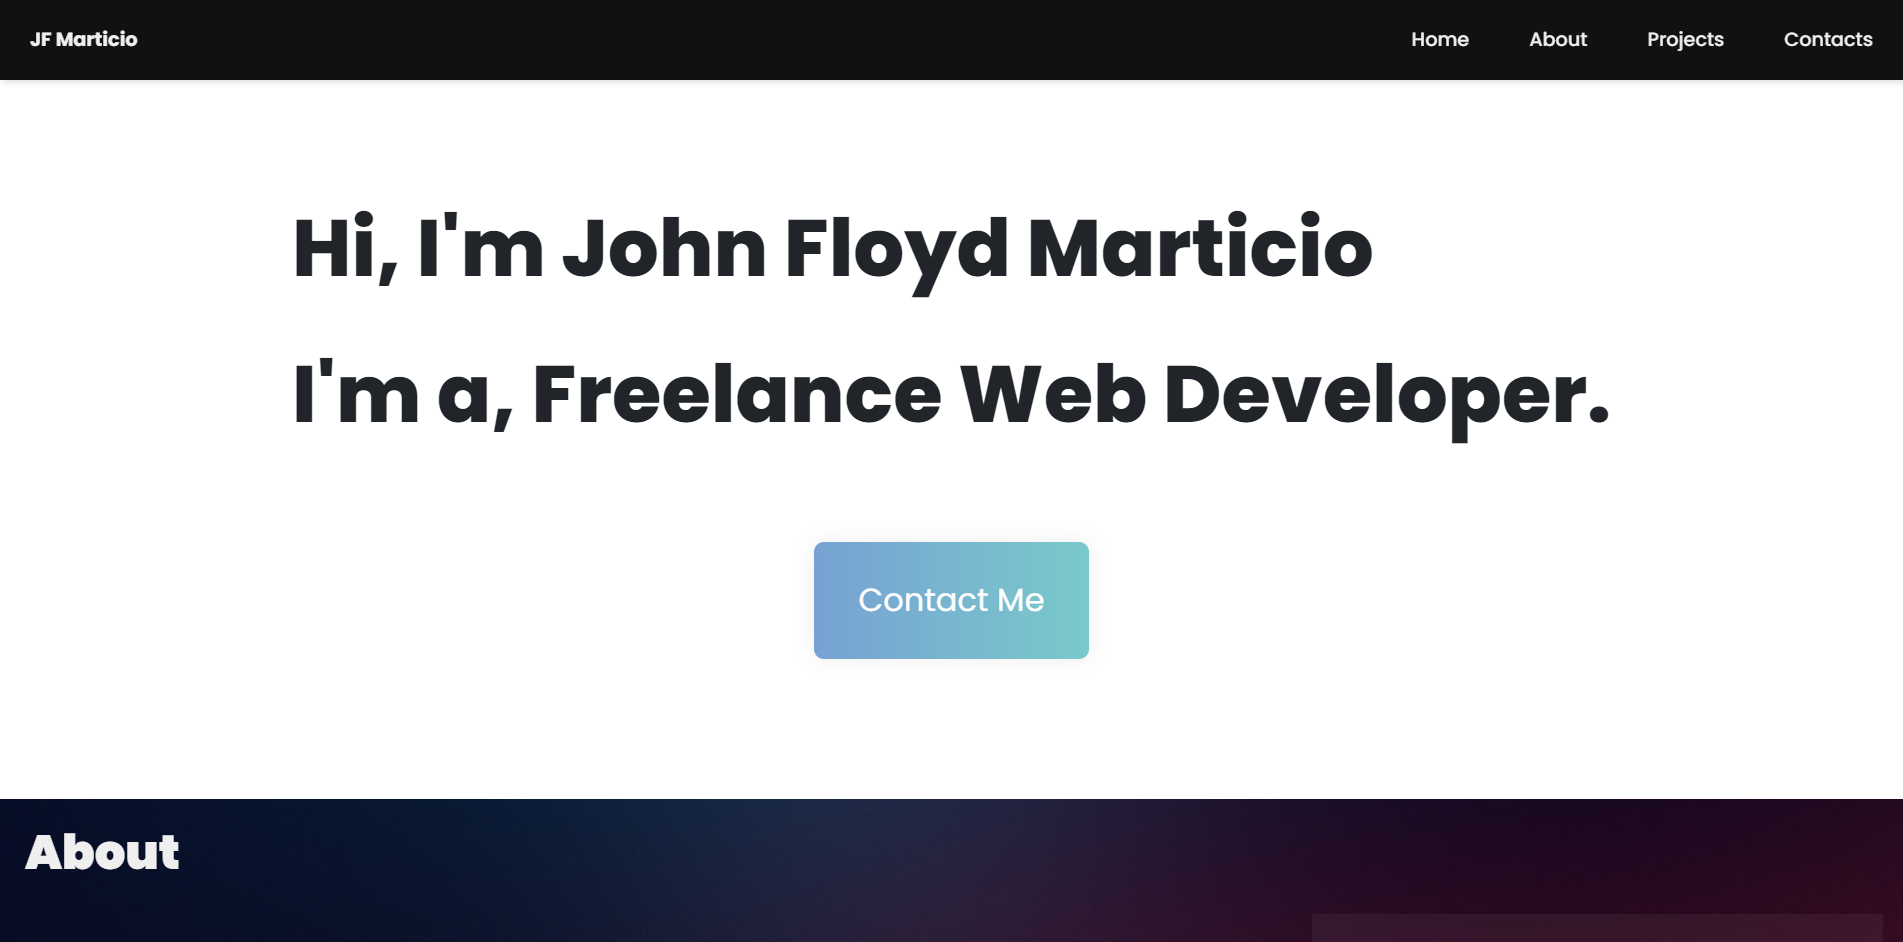 JF Marticio
Home About Projects Contacts
Hi, I'm John Floyd Marticio
I'm a, Freelance Web Developer.
Contact Me
About